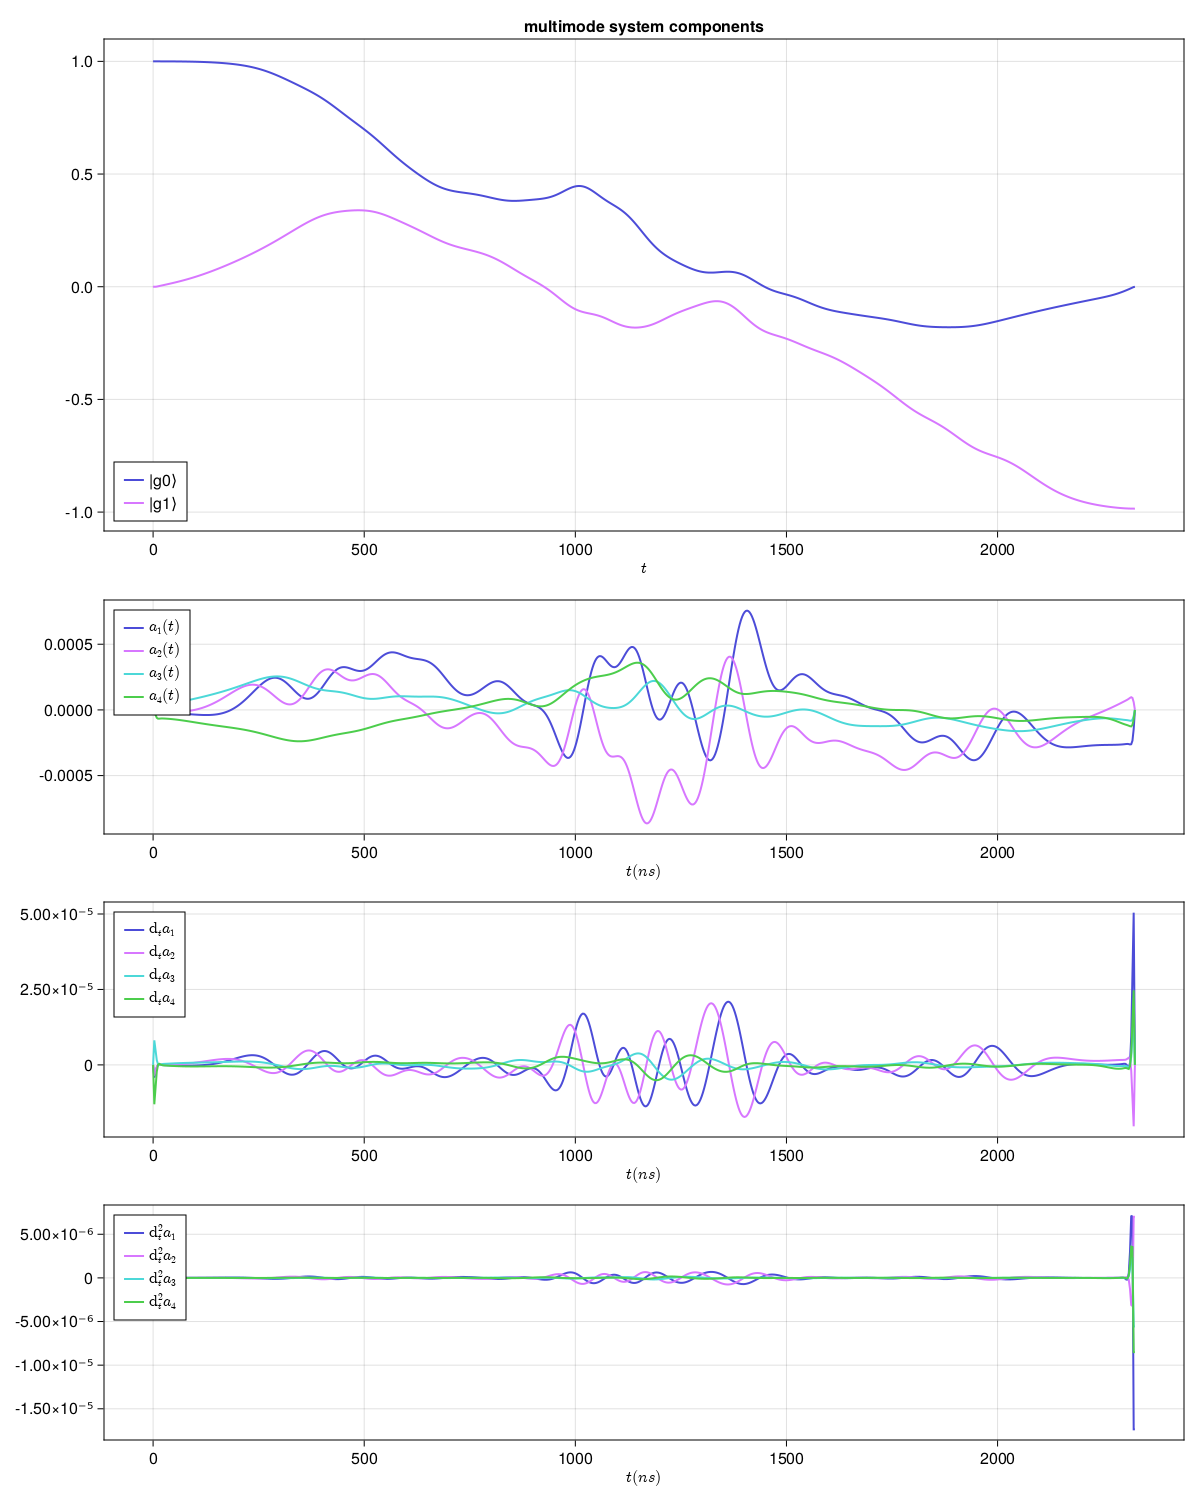 multimode system components
1.0
0.5
0.0
-0.5
-1.0
|g0⟩
|g1⟩
0 500 1000 1500 2000
t
0.0005
0.0000
-0.0005
a₁(t)
a₂(t)
a₃(t)
a₄(t)
0 500 1000 1500 2000
t(ns)
5.00×10⁻⁵
2.50×10⁻⁵
0
dₜa₁
dₜa₂
dₜa₃
dₜa₄
0 500 1000 1500 2000
t(ns)
5.00×10⁻⁶
0
-5.00×10⁻⁶
-1.00×10⁻⁵
-1.50×10⁻⁵
d²ₜa₁
d²ₜa₂
d²ₜa₃
d²ₜa₄
0 500 1000 1500 2000
t(ns)